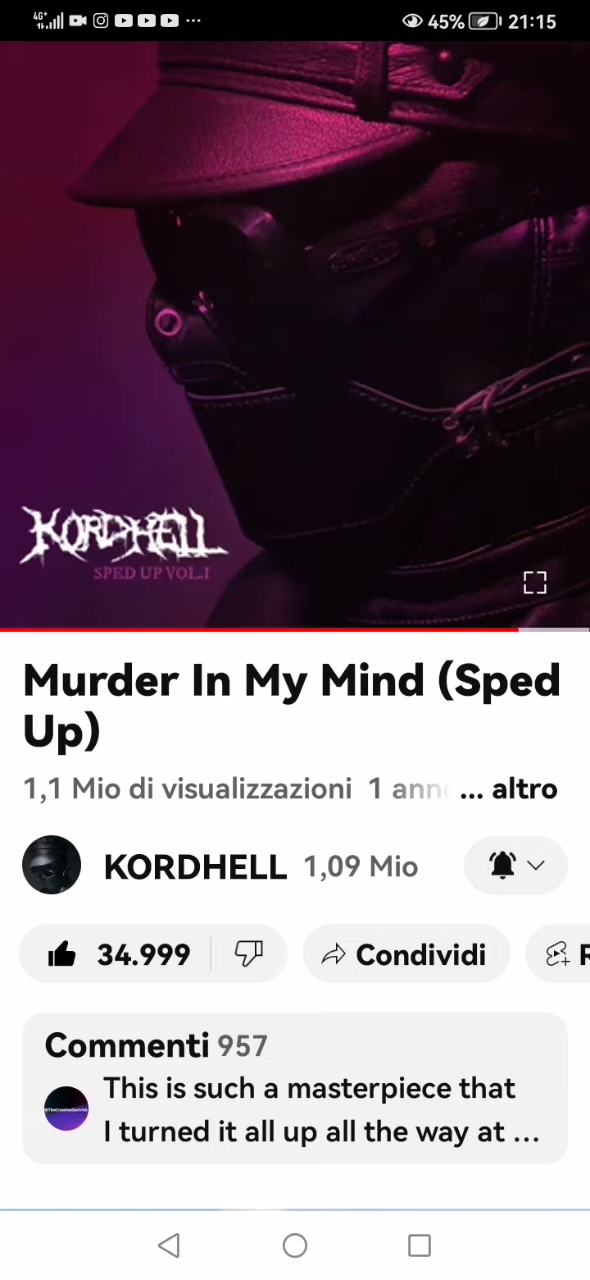 4G+
45%
21:15
KORDHELL
SPED UP VOL.I
Murder In My Mind (Sped
Up)
1,1 Mio di visualizzazioni 1 anno ... altro
KORDHELL 1,09 Mio
34.999 Condividi R
Commenti 957
This is such a masterpiece that
I turned it all up all the way at ...